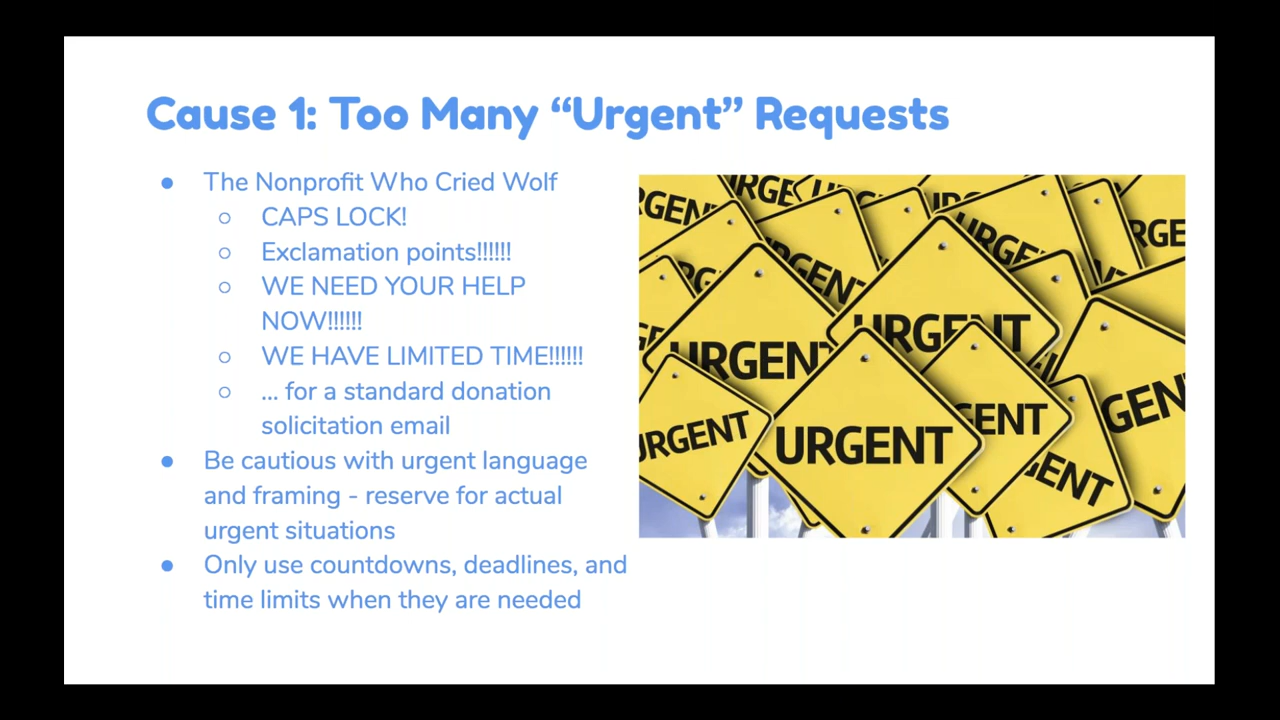 Cause 1: Too Many “Urgent” Requests
● The Nonprofit Who Cried Wolf
○ CAPS LOCK!
○ Exclamation points!!!!!!
○ WE NEED YOUR HELP
NOW!!!!!!
○ WE HAVE LIMITED TIME!!!!!!
○ ... for a standard donation
solicitation email
● Be cautious with urgent language
and framing - reserve for actual
urgent situations
● Only use countdowns, deadlines, and
time limits when they are needed
URGENT
URGENT
URGENT
URGENT